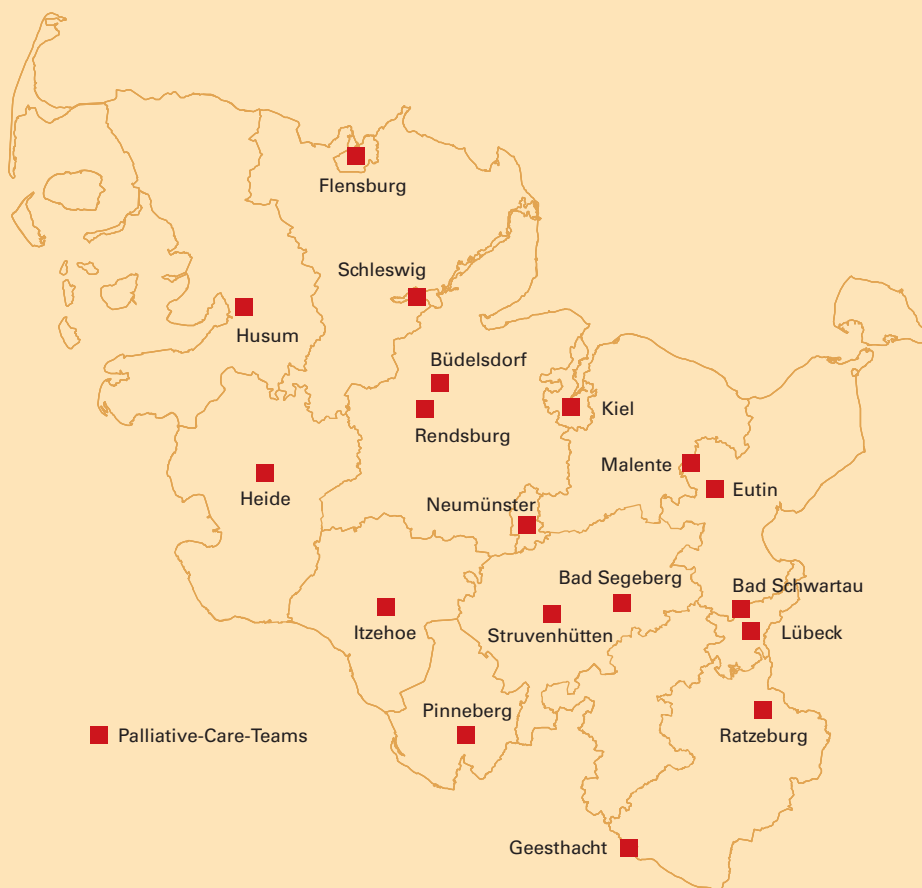 Flensburg
Schleswig
Husum
Büdelsdorf
Rendsburg
Kiel
Malente
Eutin
Heide
Neumünster
Bad Segeberg
Bad Schwartau
Itzehoe
Struvenhütten
Lübeck
Pinneberg
Palliative-Care-Teams
Ratzeburg
Geesthacht